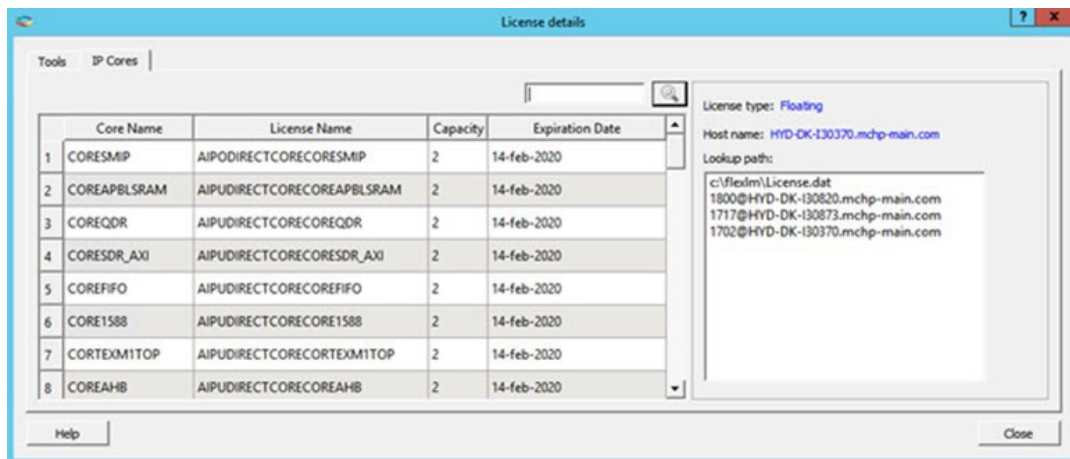 License details
? x
Tools IP Cores
Core Name License Name Capacity Expiration Date
1 CORESMIP AIPODIRECTCORECORESMIP 2 14-feb-2020
2 COREAPBLSRAM AIPUDIRECTCORECOREAPBLSRAM 2 14-feb-2020
3 COREQDR AIPUDIRECTCORECOREQDR 2 14-feb-2020
4 CORESDR_AXI AIPUDIRECTCORECORESDR_AXI 2 14-feb-2020
5 COREFIFO AIPUDIRECTCORECOREFIFO 2 14-feb-2020
6 CORE1588 AIPUDIRECTCORECORE1588 2 14-feb-2020
7 CORTEXM1TOP AIPUDIRECTCORECORTEXM1TOP 2 14-feb-2020
8 COREAHB AIPUDIRECTCORECOREAHB 2 14-feb-2020
License type: Floating
Host name: HYD-DK-I30370.mchp-main.com
Lookup path:
c:\flexlm\License.dat
1800@HYD-DK-I30820.mchp-main.com
1717@HYD-DK-I30873.mchp-main.com
1702@HYD-DK-I30370.mchp-main.com
Help
Close